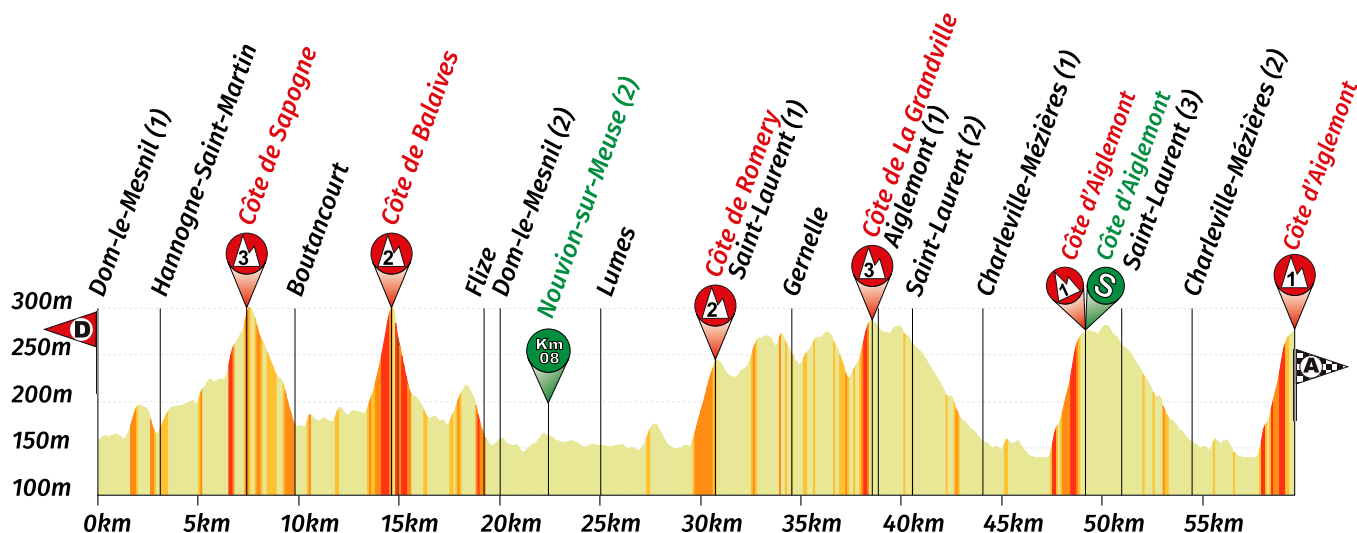 Dom-le-Mesnil (1)
Hannogne-Saint-Martin
Côte de Sapogne
Boutancourt
Côte de Balaives
Flize
Dom-le-Mesnil (2)
Nouvion-sur-Meuse (2)
Lumes
Côte de Romery
Saint-Laurent (1)
Gernelle
Côte de La Grandville
Aiglemont (1)
Saint-Laurent (2)
Charleville-Mézières (1)
Côte d'Aiglemont
Côte d'Aiglemont
Saint-Laurent (3)
Charleville-Mézières (2)
Côte d'Aiglemont
3
2
2
3
1
S
1
Km
08
D
A
300m
250m
200m
150m
100m
0km
5km
10km
15km
20km
25km
30km
35km
40km
45km
50km
55km